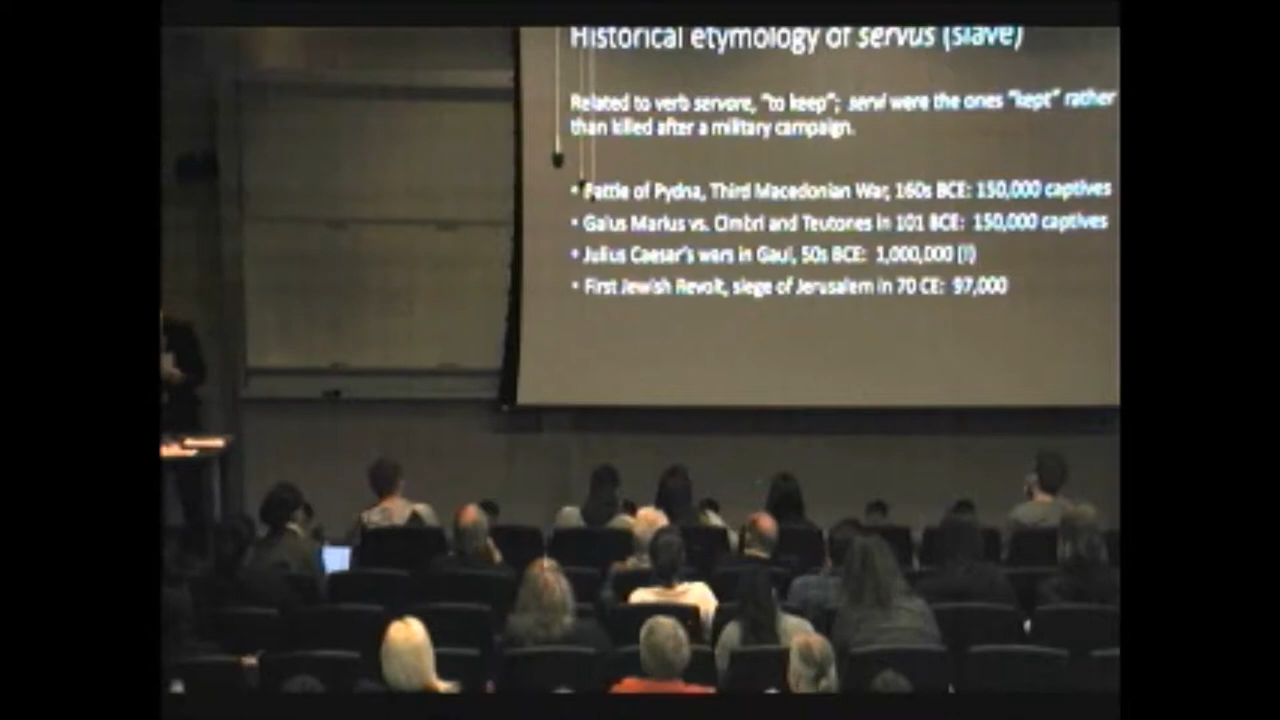 Historical etymology of servus (slave)
Related to verb servare, "to keep"; servi were the ones "kept" rather
than killed after a military campaign.
• Battle of Pydna, Third Macedonian War, 160s BCE: 150,000 captives
• Gaius Marius vs. Cimbri and Teutones in 101 BCE: 150,000 captives
• Julius Caesar's wars in Gaul, 50s BCE: 1,000,000 (!)
• First Jewish Revolt, siege of Jerusalem in 70 CE: 97,000